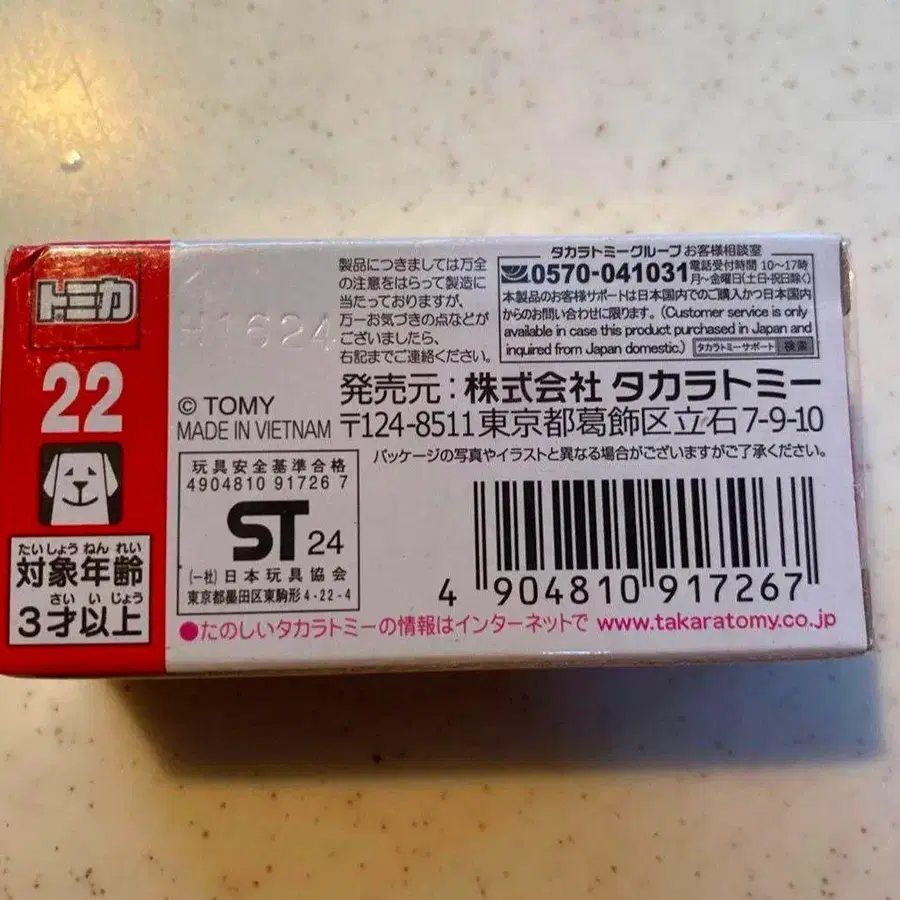 トミカ
22
たいしょうねんれい
対象年齢
さいいじょう
3才以上
H1624
© TOMY
MADE IN VIETNAM
製品につきましては万全
の注意をはらって製造に
当たっておりますが、
万一お気づきの点などが
ございましたら、
右記までご連絡ください。
タカラトミーグループ お客様相談室
0570-041031 電話受付時間 10〜17時
月〜金曜日(土・日・祝日除く)
本製品のお客様サポートは日本国内でのご購入かつ日本国内
からのお問い合わせに限ります。(Customer service is only
available in case this product purchased in Japan and
inquired from Japan domestic.) タカラトミーサポート 検索
発売元:株式会社 タカラトミー
〒124-8511 東京都葛飾区立石7-9-10
パッケージの写真やイラストと異なる場合がございますがご了承ください。
玩具安全基準合格
4904810 91726 7
ST 24
(一社)日本玩具協会
東京都墨田区東駒形4-22-4
4 904810 917267
●たのしいタカラトミーの情報はインターネットで www.takaratomy.co.jp